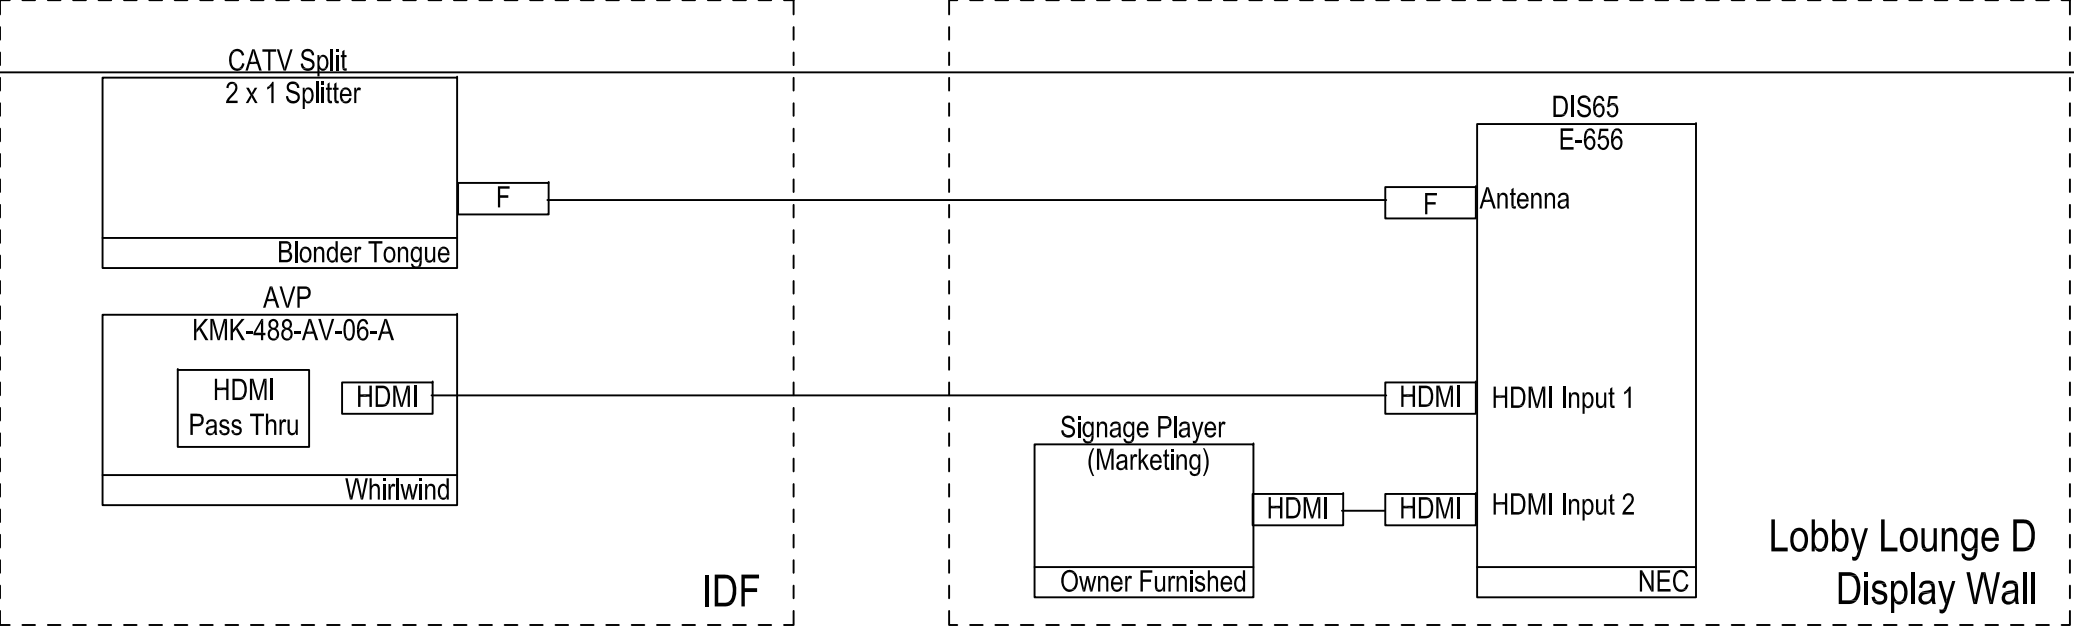 CATV Split
2 x 1 Splitter
F
Blonder Tongue
AVP
KMK-488-AV-06-A
HDMI
Pass Thru
HDMI
Whirlwind
IDF
DIS65
E-656
F
Antenna
HDMI
HDMI Input 1
Signage Player
(Marketing)
HDMI
HDMI
HDMI Input 2
Owner Furnished
NEC
Lobby Lounge D
Display Wall